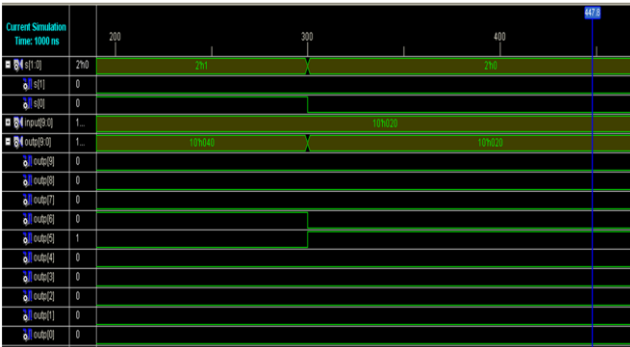 447.6
Current Simulation
Time: 1000 ns
200 300 400
s[1:0] 2'h0 2'h1 2'h0
s[1] 0
s[0] 0
input[9:0] 1... 10'h020
outp[9:0] 1... 10'h040 10'h020
outp[9] 0
outp[8] 0
outp[7] 0
outp[6] 0
outp[5] 1
outp[4] 0
outp[3] 0
outp[2] 0
outp[1] 0
outp[0] 0